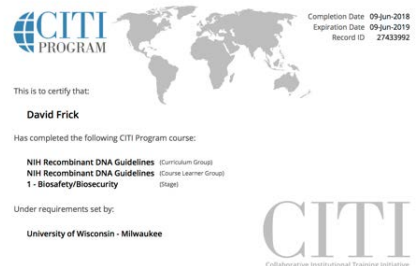 CITI
PROGRAM
Completion Date 09-Jun-2018
Expiration Date 09-Jun-2019
Record ID 27433992
This is to certify that:
David Frick
Has completed the following CITI Program course:
NIH Recombinant DNA Guidelines (Curriculum Group)
NIH Recombinant DNA Guidelines (Course Learner Group)
1 - Biosafety/Biosecurity (Stage)
Under requirements set by:
University of Wisconsin - Milwaukee
CITI
Collaborative Institutional Training Initiative